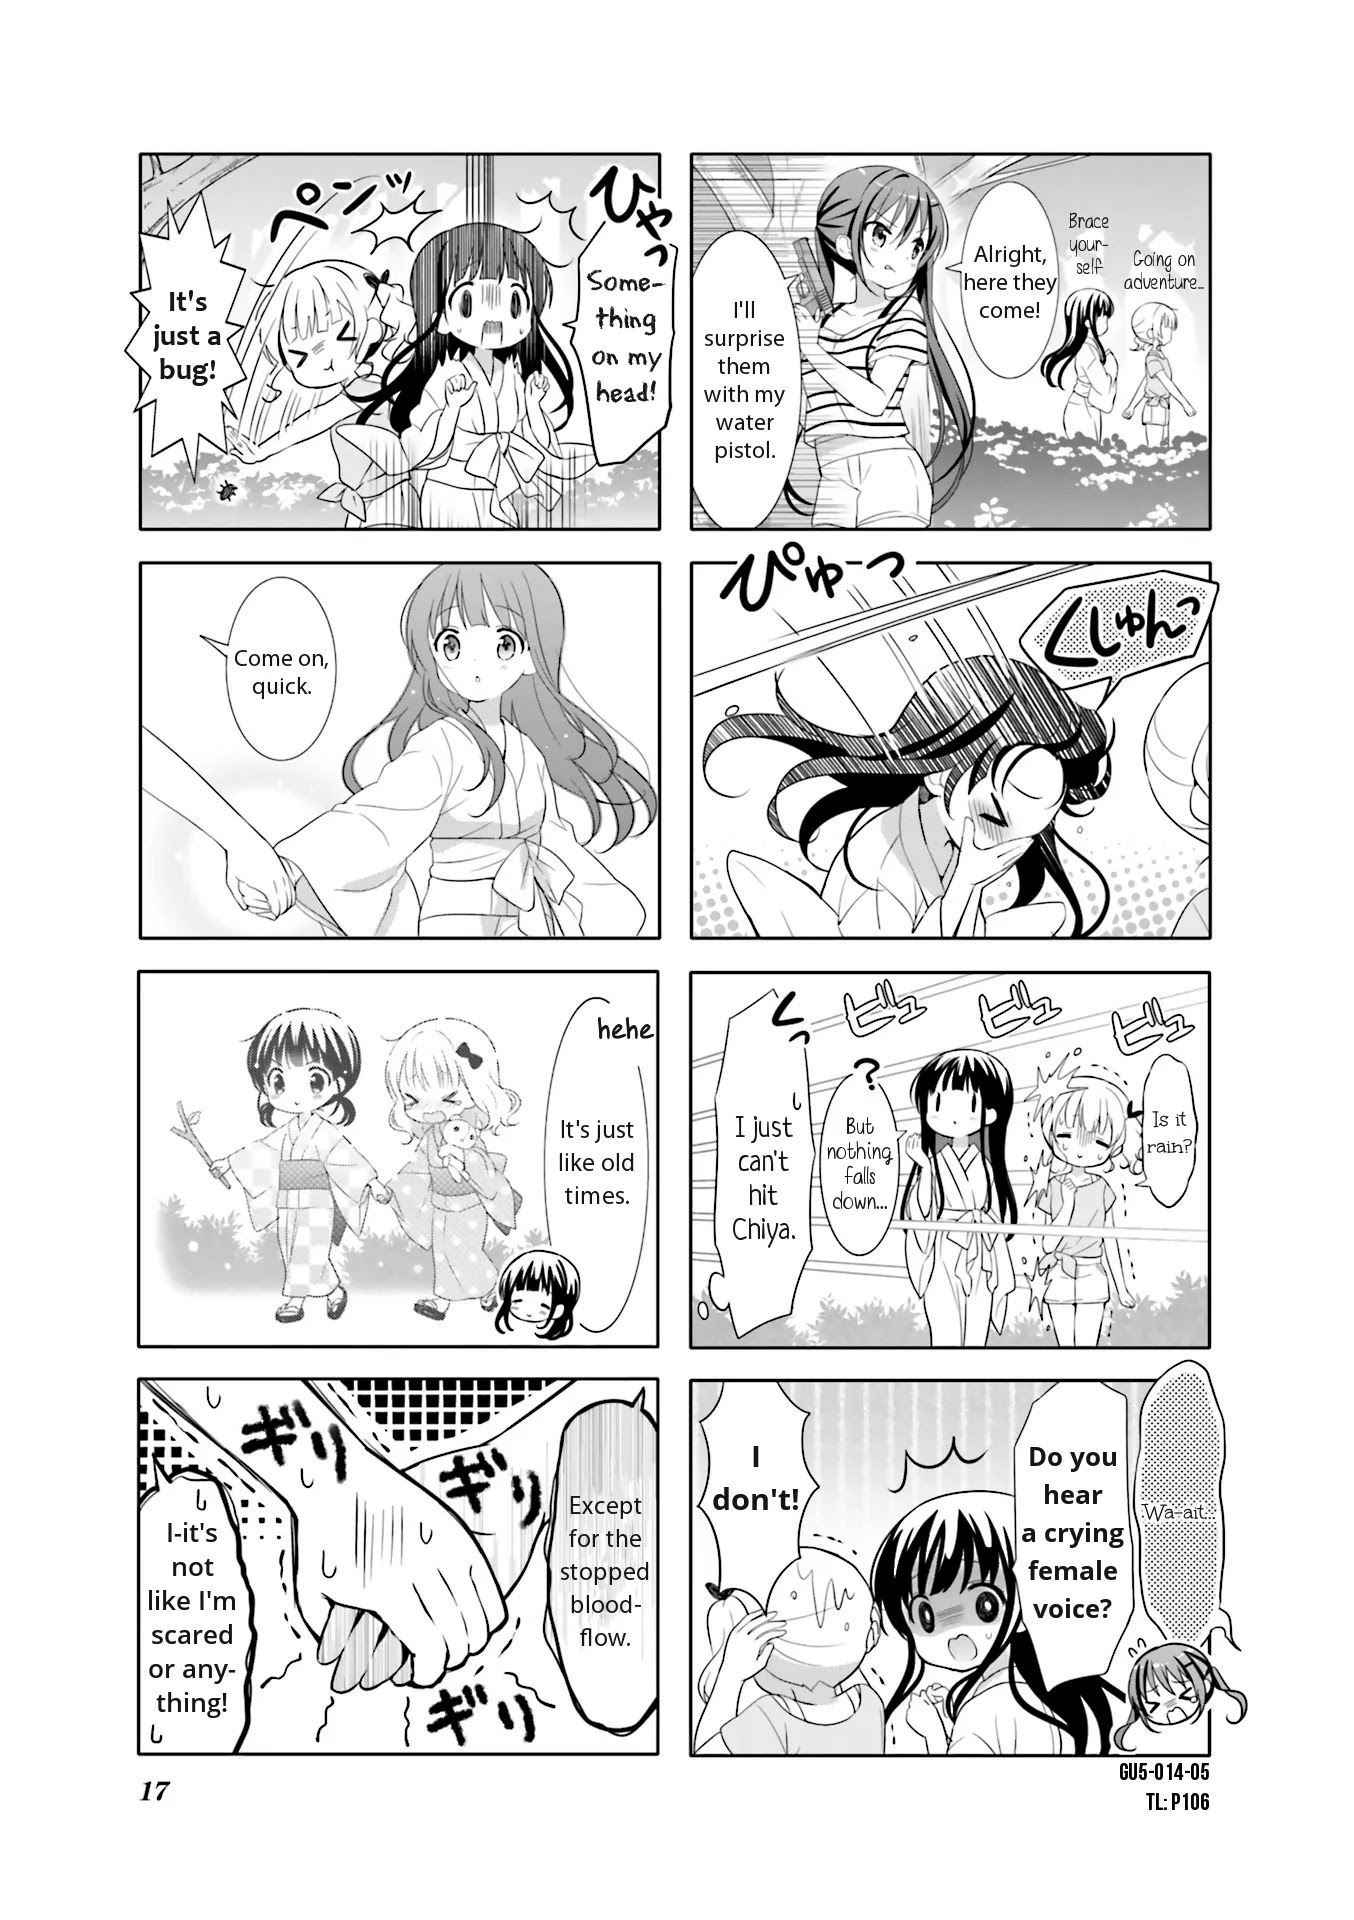 Alright,
here they
come!
Brace
your-
self
Going on
adventure...
I'll
surprise
them
with my
water
pistol.
ぴゅーっ
くしゅんっ
ビュ
ビュ
ビュ
Is it
rain?
?
But
nothing
falls
down...
くっ
I just
can't
hit
Chiya.
Wa-ait...
Do you
hear
a crying
female
voice?
I
don't!
ひゃっ
Some-
thing
on my
head!
ペンッ
It's
just a
bug!
Come on,
quick.
hehe
It's just
like old
times.
Except
for the
stopped
blood-
flow.
ギリ
ギリ
ギリ
I-it's
not
like I'm
scared
or any-
thing!
17
GU5-014-05
TL: P106